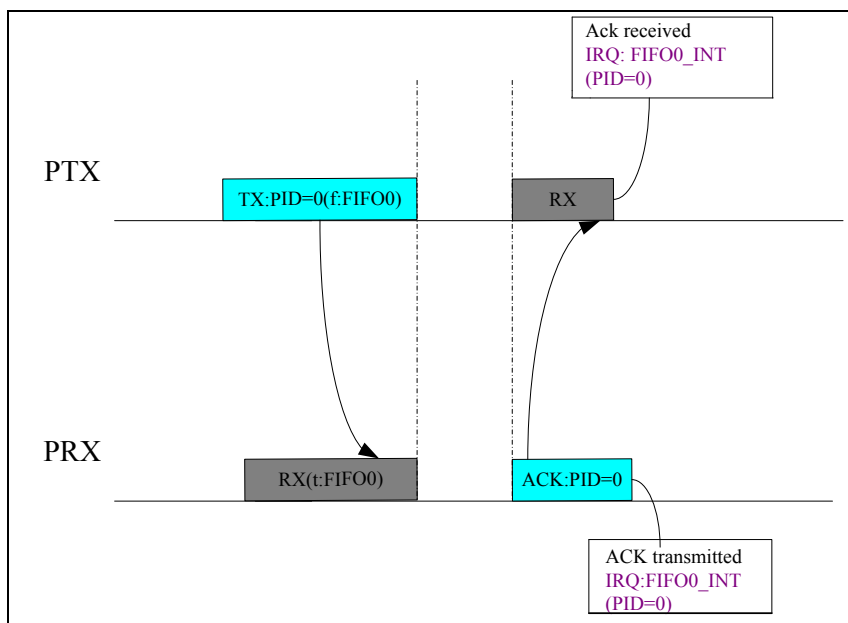 Ack received
IRQ: FIFO0_INT
(PID=0)
PTX
TX:PID=0(f:FIFO0)
RX
PRX
RX(t:FIFO0)
ACK:PID=0
ACK transmitted
IRQ:FIFO0_INT
(PID=0)